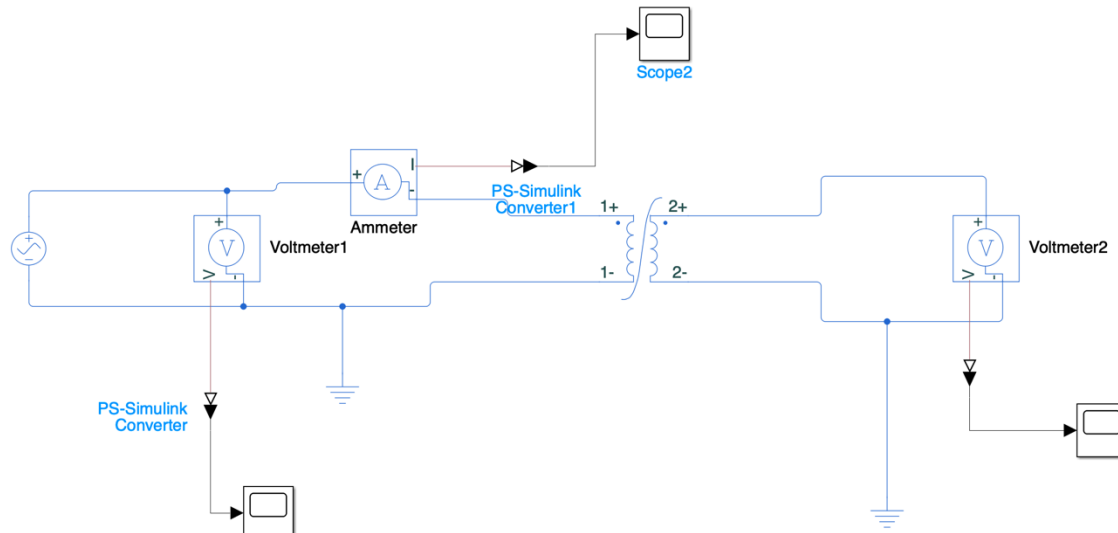 Scope2
+
I
-
A
PS-Simulink
Converter1
Ammeter
+
V
-
V
Voltmeter1
1+
2+
1-
2-
+
V
-
V
Voltmeter2
+
-
PS-Simulink
Converter